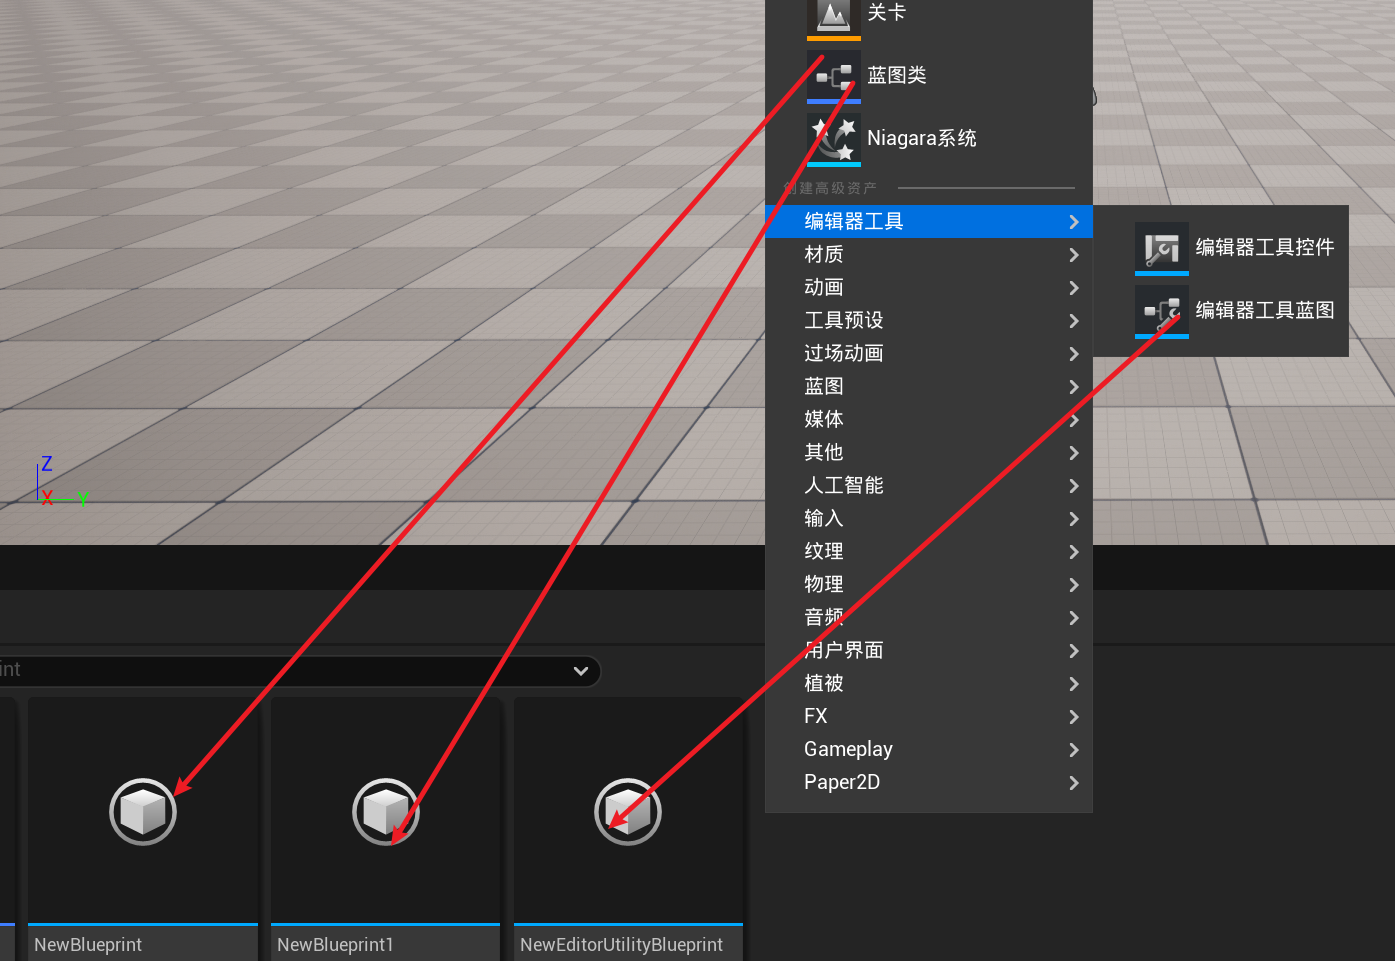 关卡
蓝图类
Niagara系统
创建高级资产
编辑器工具
材质
动画
工具预设
过场动画
蓝图
媒体
其他
人工智能
输入
纹理
物理
音频
用户界面
植被
FX
Gameplay
Paper2D
编辑器工具控件
编辑器工具蓝图
Z
X Y
int
NewBlueprint
NewBlueprint1
NewEditorUtilityBlueprint